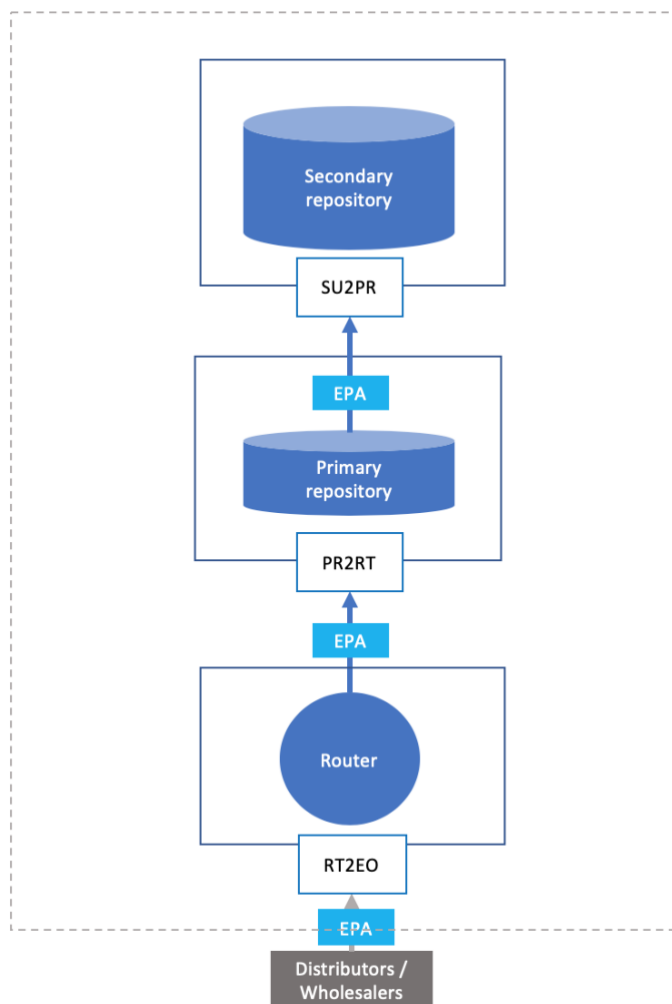 Secondary
repository
SU2PR
EPA
Primary
repository
PR2RT
EPA
Router
RT2EO
EPA
Distributors /
Wholesalers